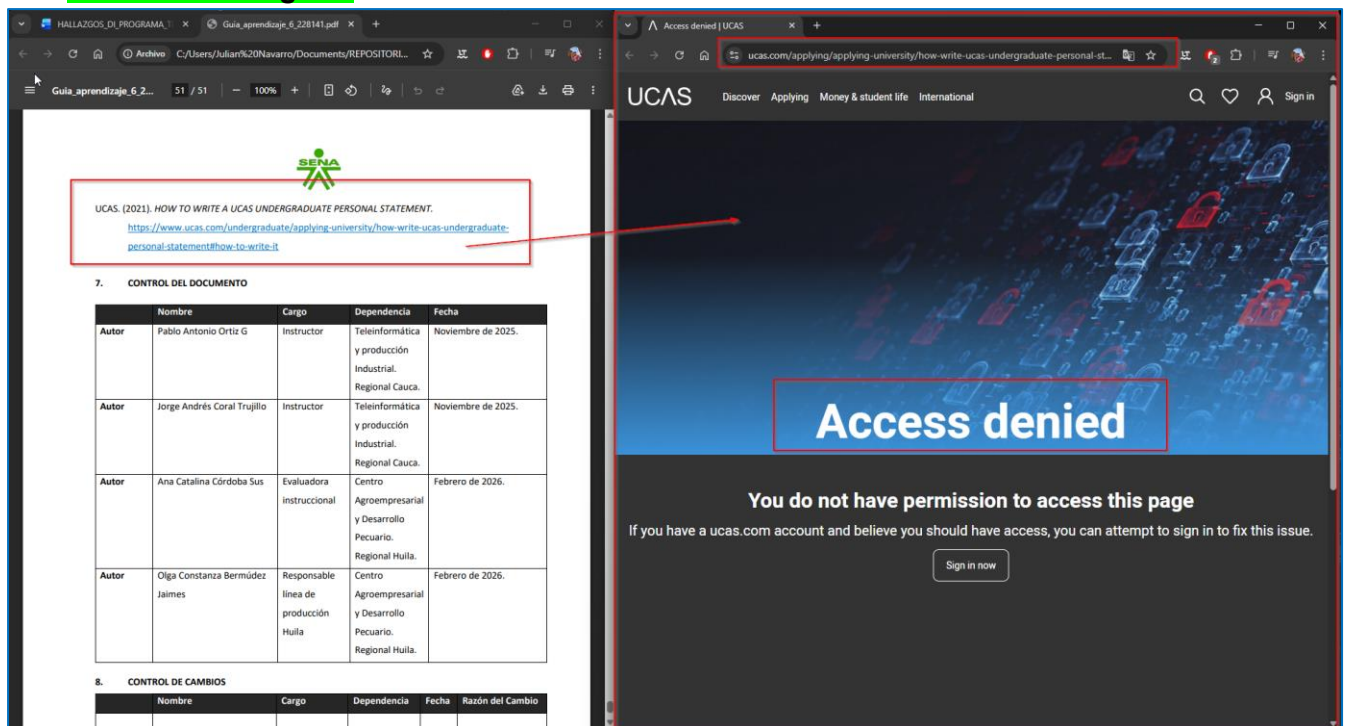 HALLAZGOS_DI_PROGRAMA_T
Guia_aprendizaje_6_228141.pdf
Archivo C:/Users/Julian%20Navarro/Documents/REPOSITORI...
Guia_aprendizaje_6_2... 51 / 51 100%
SENA
UCAS. (2021). HOW TO WRITE A UCAS UNDERGRADUATE PERSONAL STATEMENT.
https://www.ucas.com/undergraduate/applying-university/how-write-ucas-undergraduate-
personal-statement#how-to-write-it
7. CONTROL DEL DOCUMENTO
Nombre Cargo Dependencia Fecha
Autor Pablo Antonio Ortiz G Instructor Teleinformática Noviembre de 2025.
y producción
Industrial.
Regional Cauca.
Autor Jorge Andrés Coral Trujillo Instructor Teleinformática Noviembre de 2025.
y producción
Industrial.
Regional Cauca.
Autor Ana Catalina Córdoba Sus Evaluadora Centro Febrero de 2026.
instruccional Agroempresarial
y Desarrollo
Pecuario.
Regional Huila.
Autor Olga Constanza Bermúdez Responsable Centro Febrero de 2026.
Jaimes línea de Agroempresarial
producción y Desarrollo
Huila Pecuario.
Regional Huila.
8. CONTROL DE CAMBIOS
Nombre Cargo Dependencia Fecha Razón del Cambio
Access denied | UCAS
ucas.com/applying/applying-university/how-write-ucas-undergraduate-personal-st...
2
UCAS Discover Applying Money & student life International Sign in
Access denied
You do not have permission to access this page
If you have a ucas.com account and believe you should have access, you can attempt to sign in to fix this issue.
Sign in now